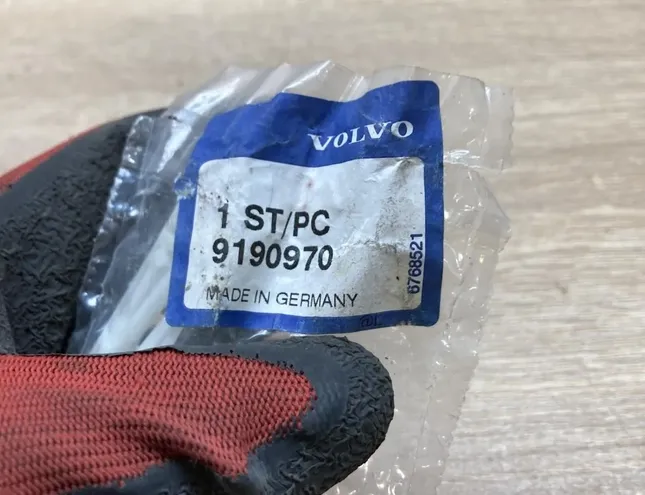 VOLVO
1 ST/PC
9190970
MADE IN GERMANY
6768521